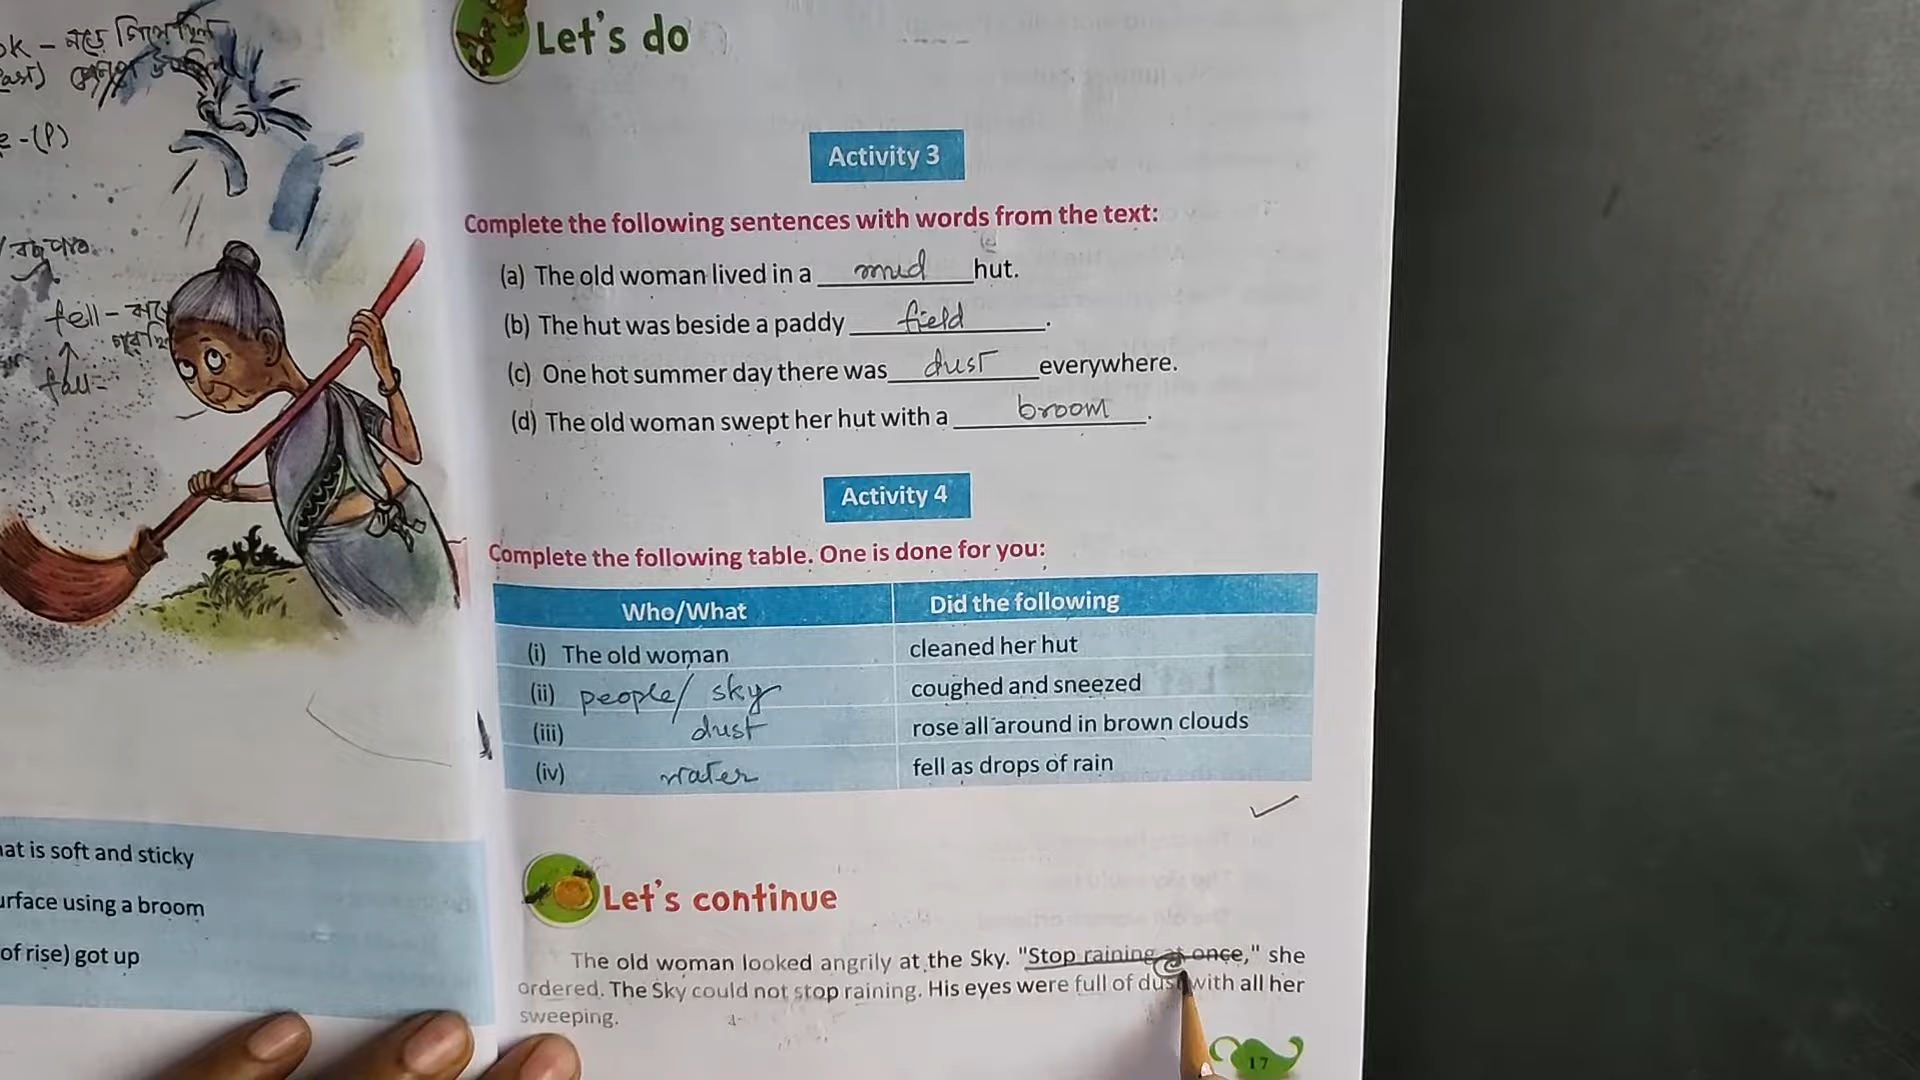 fell -
fall -
hat is soft and sticky
urface using a broom
of rise) got up
Let's do
Activity 3
Complete the following sentences with words from the text:
(a) The old woman lived in a mud hut.
(b) The hut was beside a paddy field.
(c) One hot summer day there was dust everywhere.
(d) The old woman swept her hut with a broom.
Activity 4
Complete the following table. One is done for you:
Who/What Did the following
(i) The old woman cleaned her hut
(ii) people/ sky coughed and sneezed
(iii) dust rose all around in brown clouds
(iv) water fell as drops of rain
Let's continue
The old woman looked angrily at the Sky. "Stop raining at once," she
ordered. The Sky could not stop raining. His eyes were full of dust with all her
sweeping.
17